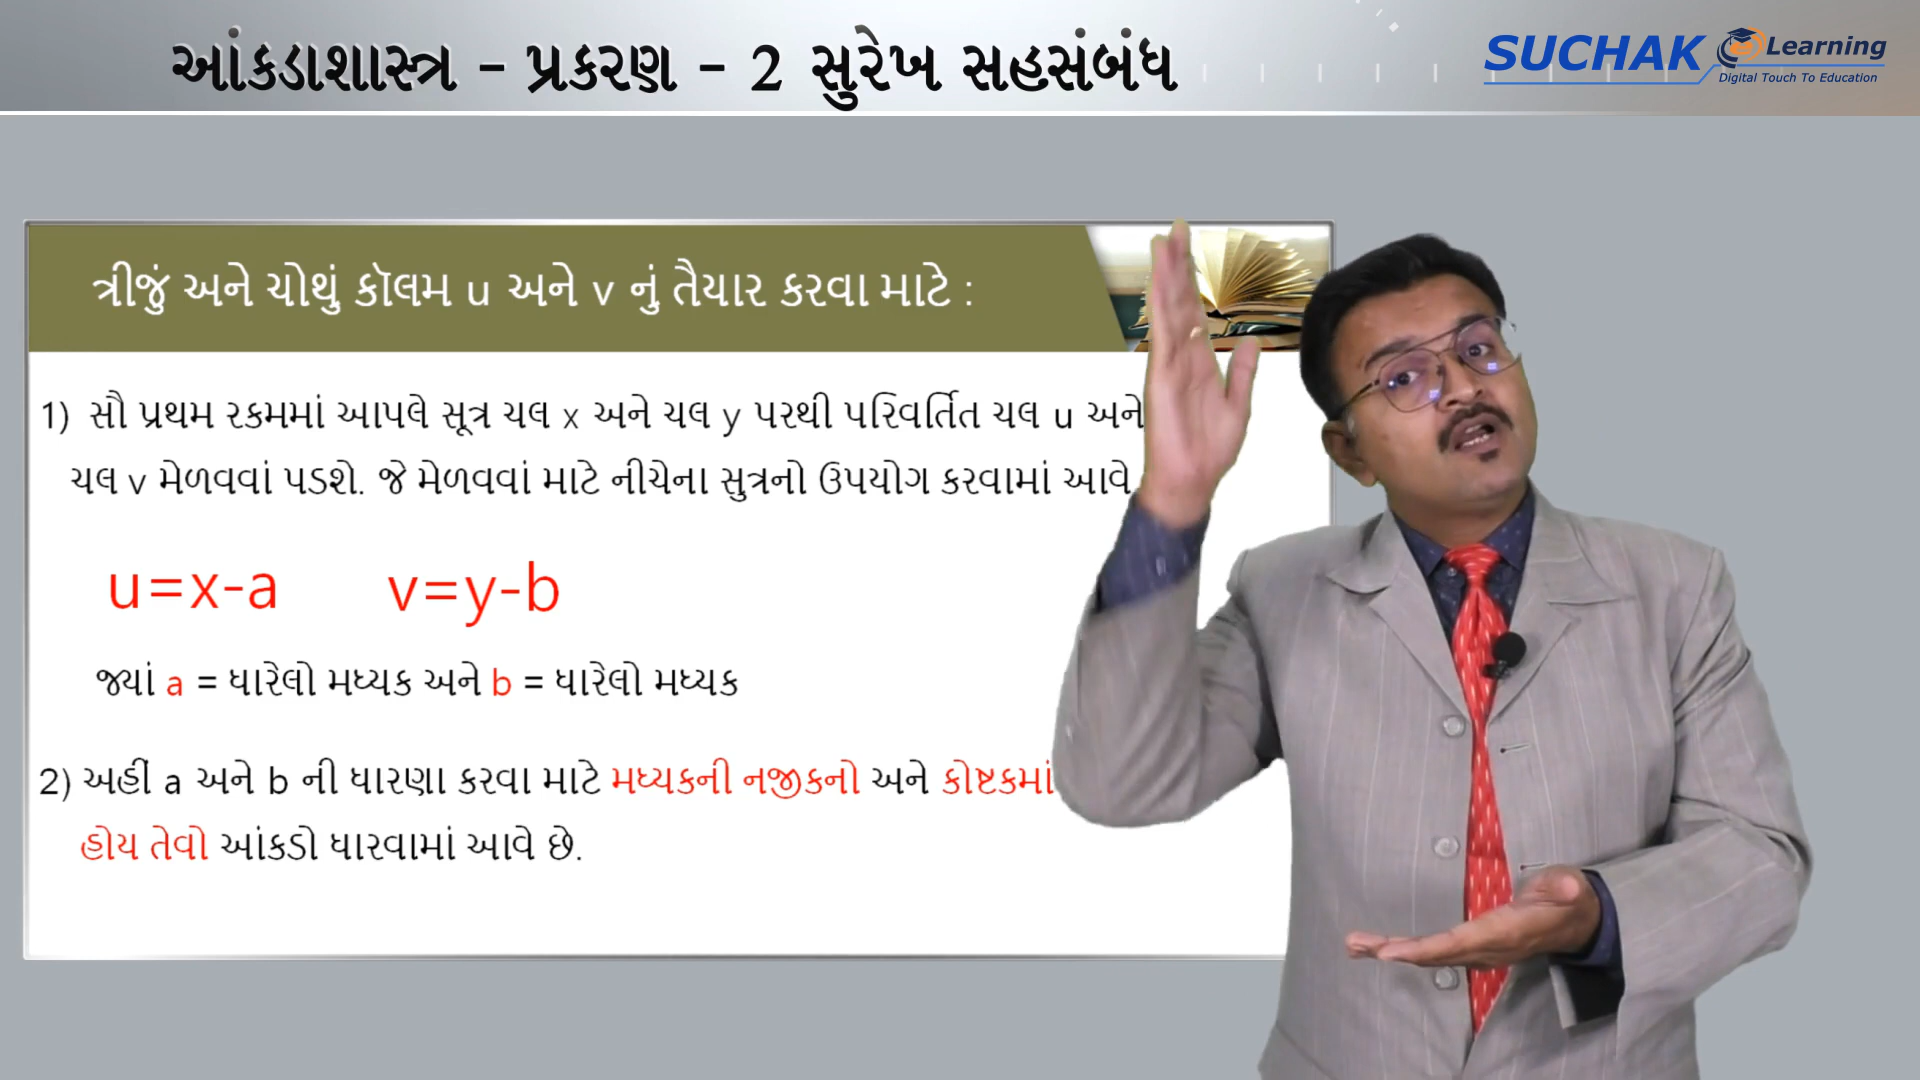 આંકડાશાસ્ત્ર - પ્રકરણ - 2 સુરેખ સહસંબંધ
SUCHAK eLearning
Digital Touch To Education
ત્રીજું અને ચોથું કૉલમ u અને v નું તૈયાર કરવા માટે :
1) સૌ પ્રથમ રકમમાં આપલે સૂત્ર ચલ x અને ચલ y પરથી પરિવર્તિત ચલ u અને
ચલ v મેળવવાં પડશે. જે મેળવવાં માટે નીચેના સુત્રનો ઉપયોગ કરવામાં આવે
u=x-a v=y-b
જ્યાં a = ધારેલો મધ્યક અને b = ધારેલો મધ્યક
2) અહીં a અને b ની ધારણા કરવા માટે મધ્યકની નજીકનો અને કોષ્ટકમાં
હોય તેવો આંકડો ધારવામાં આવે છે.